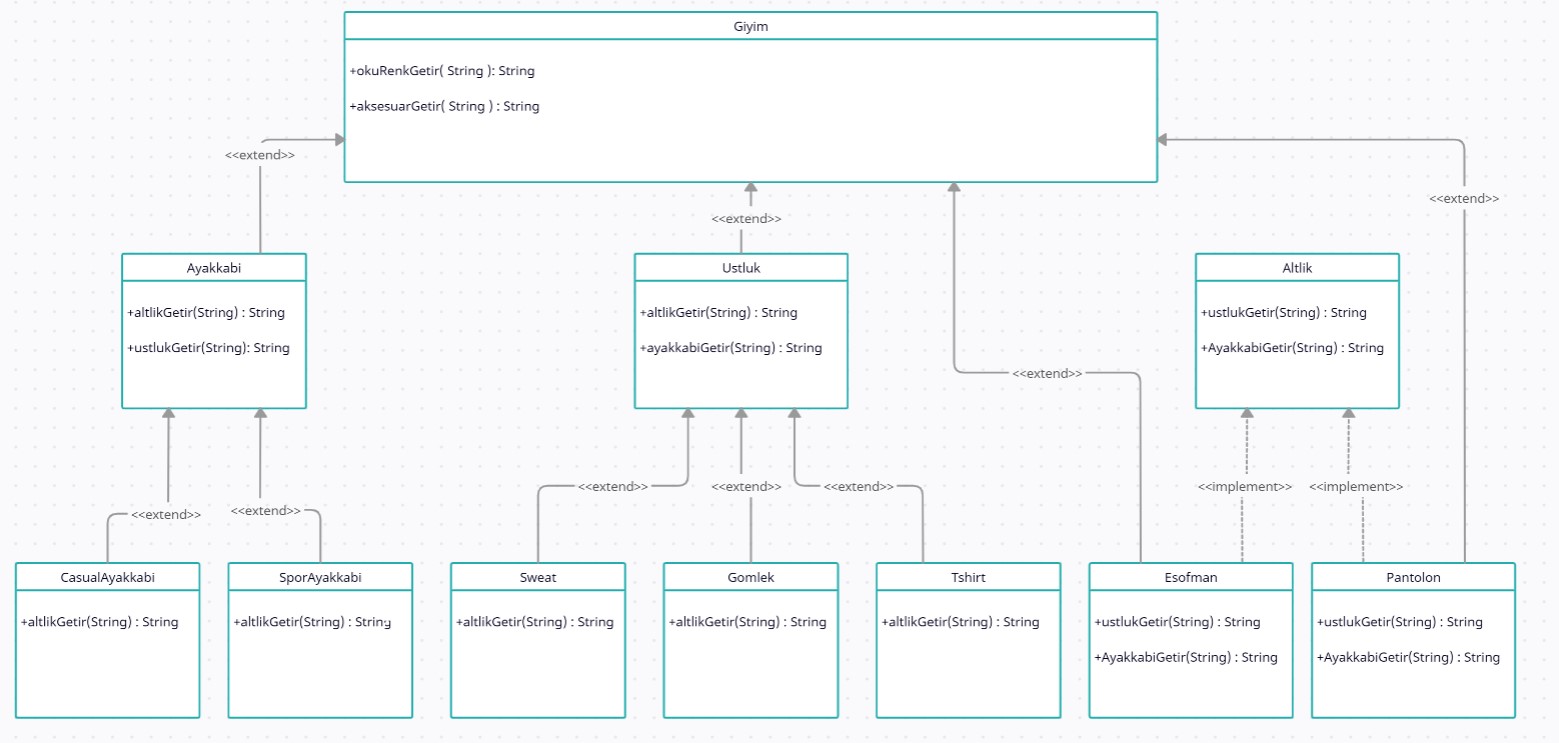 Giyim
+okuRenkGetir( String ): String
+aksesuarGetir( String ) : String
<<extend>>
<<extend>>
<<extend>>
Ayakkabi
+altlikGetir(String) : String
+ustlukGetir(String): String
Ustluk
+altlikGetir(String) : String
+ayakkabiGetir(String) : String
Altlik
+ustlukGetir(String) : String
+AyakkabiGetir(String) : String
<<extend>>
<<extend>>
<<extend>>
<<extend>>
<<extend>>
<<extend>>
<<implement>>
<<implement>>
CasualAyakkabi
+altlikGetir(String) : String
SporAyakkabi
+altlikGetir(String) : String
Sweat
+altlikGetir(String) : String
Gomlek
+altlikGetir(String) : String
Tshirt
+altlikGetir(String) : String
Esofman
+ustlukGetir(String) : String
+AyakkabiGetir(String) : String
Pantolon
+ustlukGetir(String) : String
+AyakkabiGetir(String) : String